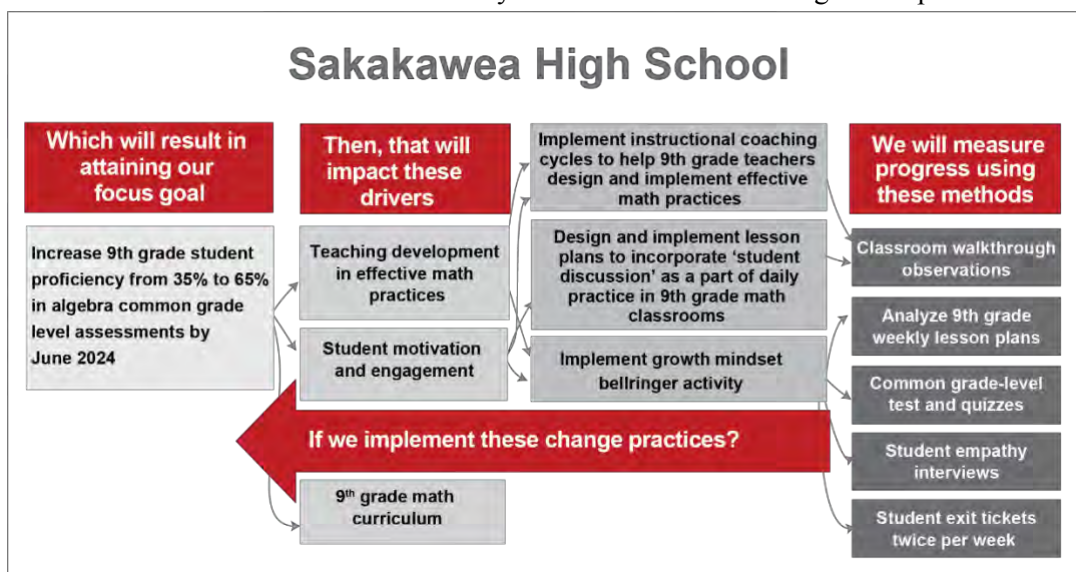 Sakakawea High School
Which will result in
attaining our
focus goal
Increase 9th grade student
proficiency from 35% to 65%
in algebra common grade
level assessments by
June 2024
Then, that will
impact these
drivers
Teaching development
in effective math
practices
Student motivation
and engagement
Implement instructional coaching
cycles to help 9th grade teachers
design and implement effective
math practices
Design and implement lesson
plans to incorporate ‘student
discussion’ as a part of daily
practice in 9th grade math
classrooms
Implement growth mindset
bellringer activity
If we implement these change practices?
9th grade math
curriculum
We will measure
progress using
these methods
Classroom walkthrough
observations
Analyze 9th grade
weekly lesson plans
Common grade-level
test and quizzes
Student empathy
interviews
Student exit tickets
twice per week